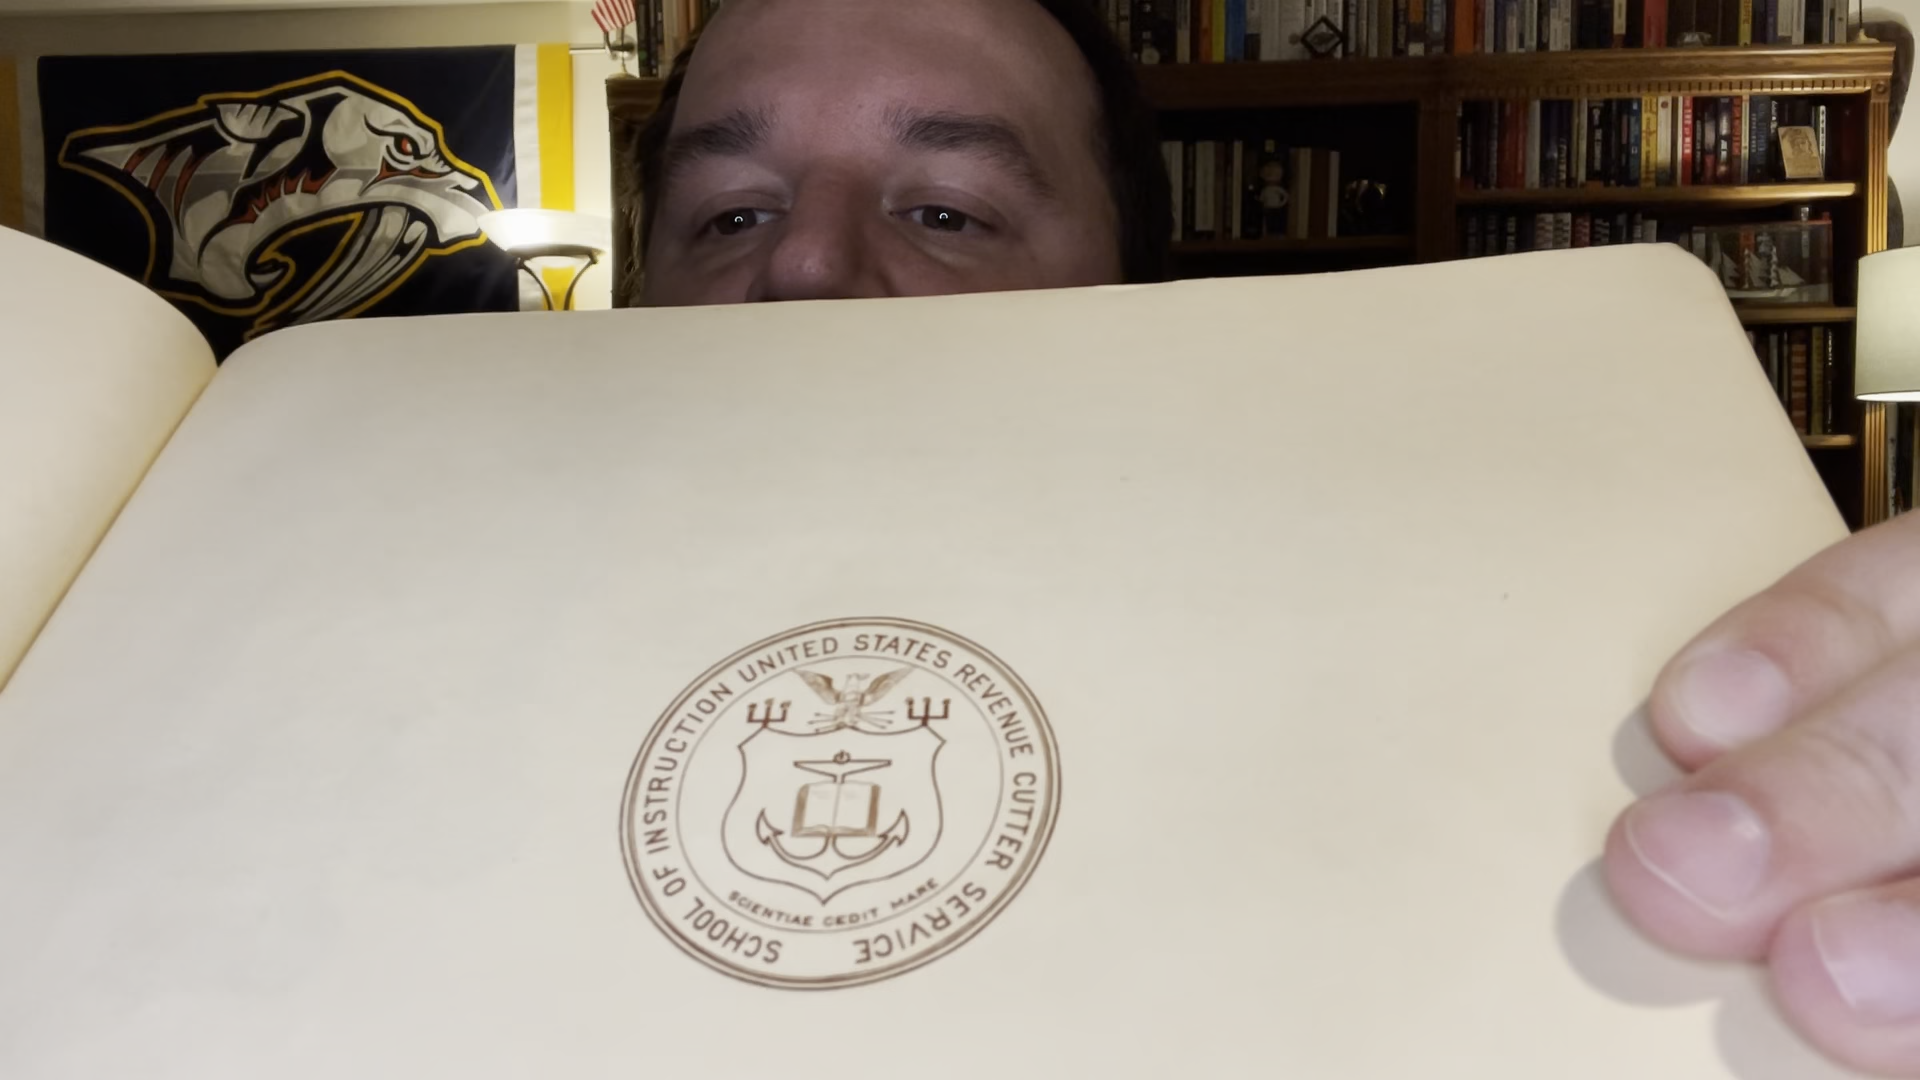 SCHOOL OF INSTRUCTION UNITED STATES REVENUE CUTTER SERVICE
SCIENTIAE CEDIT MARE